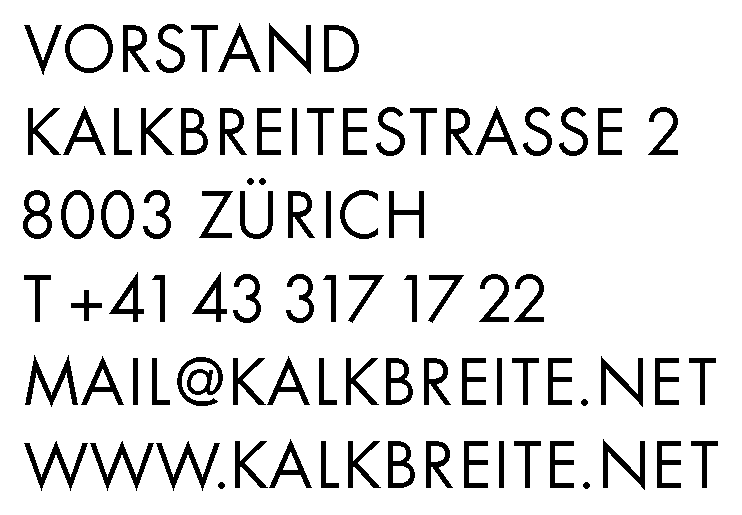 VORSTAND
KALKBREITESTRASSE 2
8003 ZÜRICH
T +41 43 317 17 22
MAIL@KALKBREITE.NET
WWW.KALKBREITE.NET